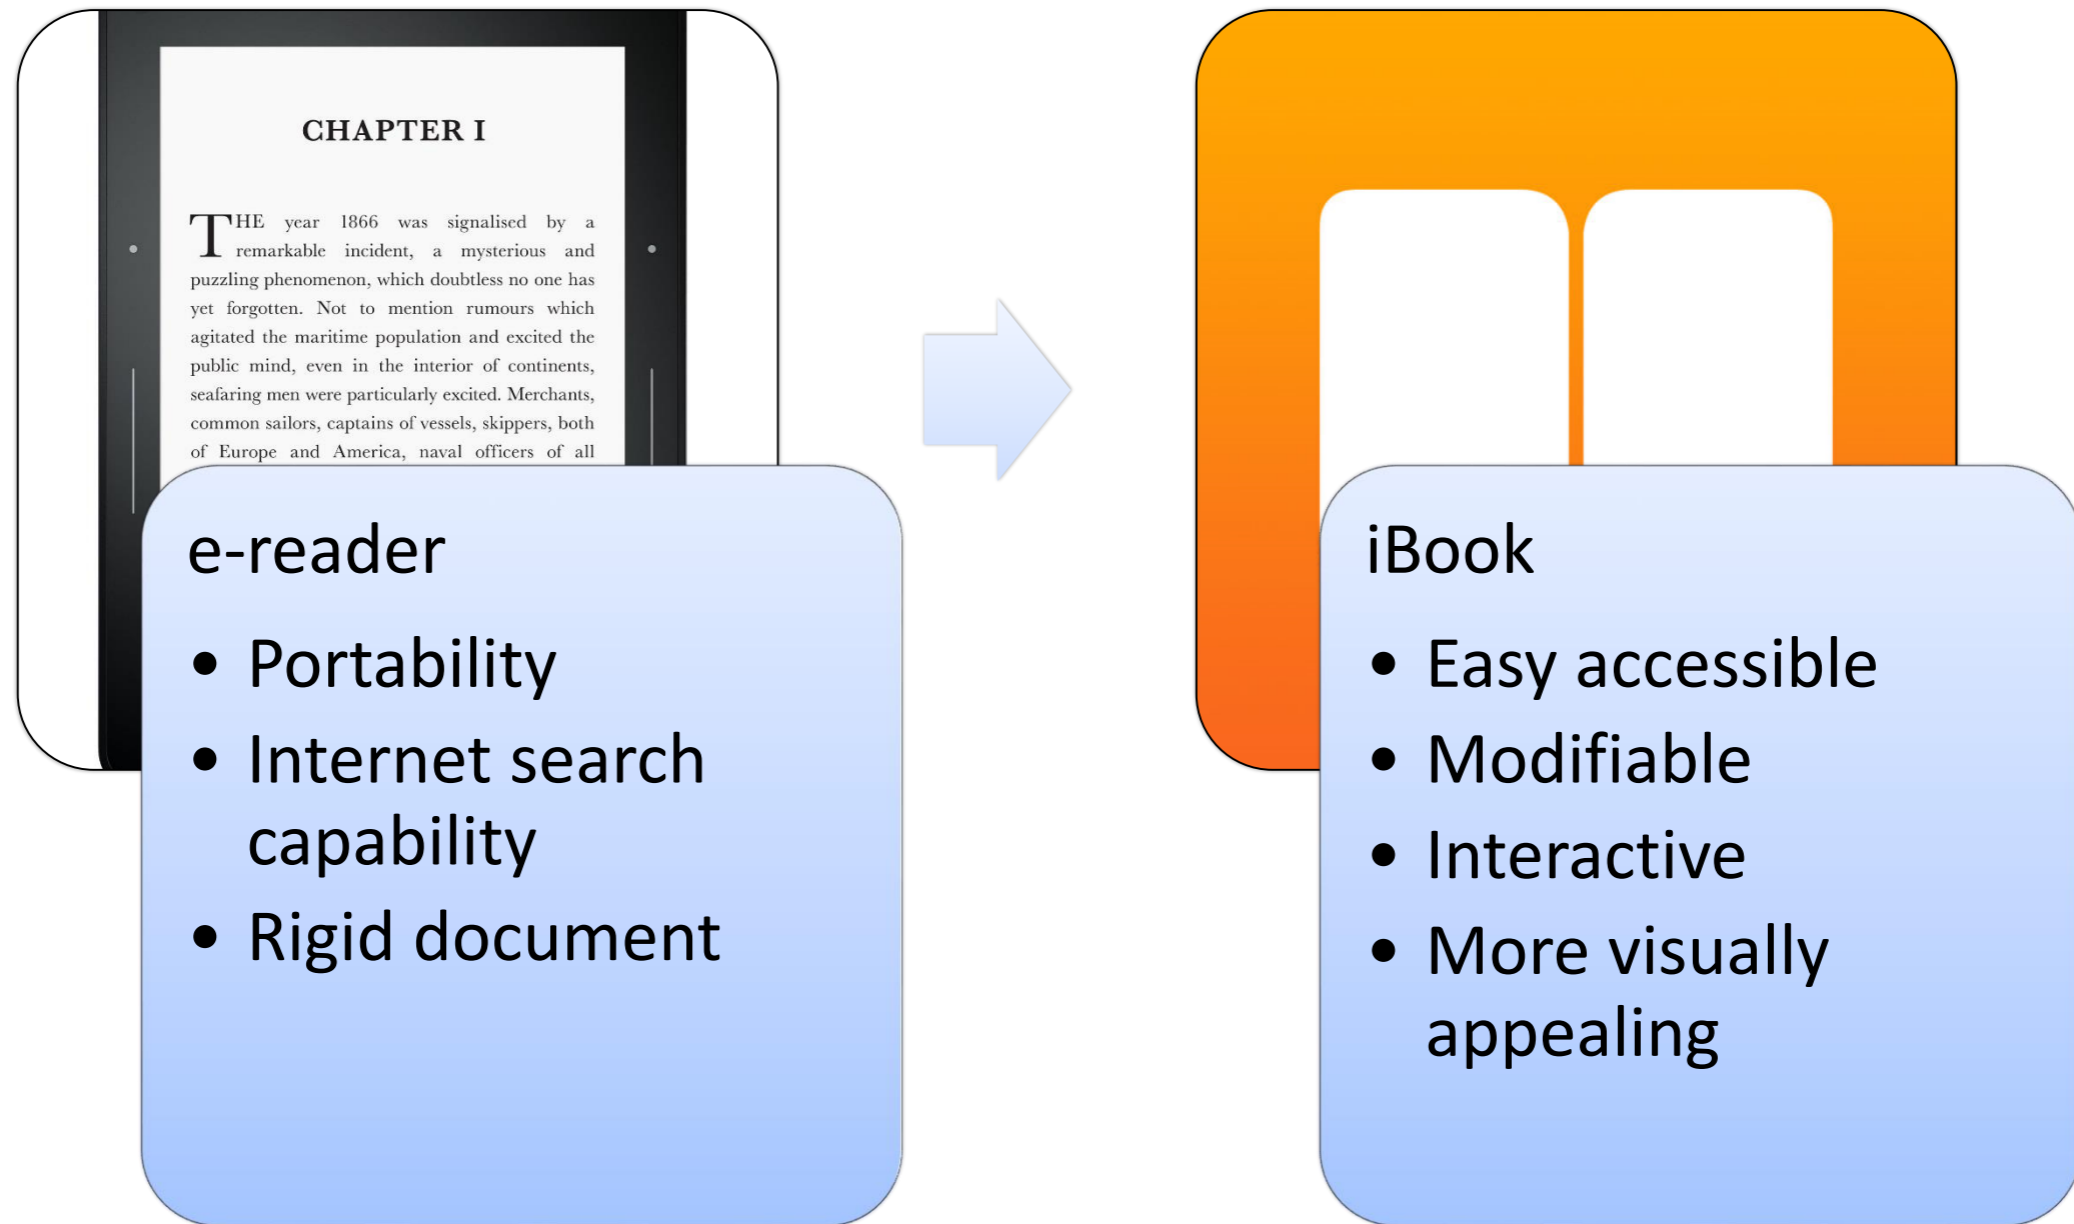 CHAPTER I
THE year 1866 was signalised by a
remarkable incident, a mysterious and
puzzling phenomenon, which doubtless no one has
yet forgotten. Not to mention rumours which
agitated the maritime population and excited the
public mind, even in the interior of continents,
seafaring men were particularly excited. Merchants,
common sailors, captains of vessels, skippers, both
of Europe and America, naval officers of all
e-reader
• Portability
• Internet search
capability
• Rigid document
iBook
• Easy accessible
• Modifiable
• Interactive
• More visually
appealing